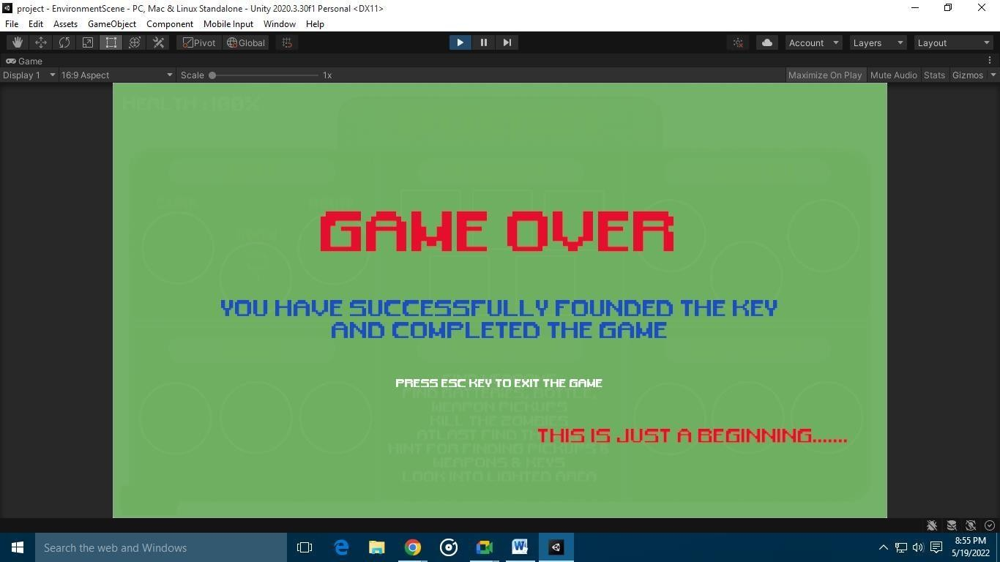 project - EnvironmentScene - PC, Mac & Linux Standalone - Unity 2020.3.30f1 Personal <DX11>
File Edit Assets GameObject Component Mobile Input Window Help
Pivot Global Account Layers Layout
Game
Display 1 16:9 Aspect Scale 1x Maximize On Play Mute Audio Stats Gizmos
HEALTH :100%
GAME OVER
YOU HAVE SUCCESSFULLY FOUNDED THE KEY
AND COMPLETED THE GAME
PRESS ESC KEY TO EXIT THE GAME
FIND BATTERIES, BOTTLE,
WEAPON PICKUPS
KILL THE ZOMBIES
ATLAST FIND
THIS IS JUST A BEGINNING.......
HINT FOR FINDING PICKUPS &
WEAPONS & KEYS
LOOK INTO LIGHTED AREA
Search the web and Windows
8:55 PM
5/19/2022